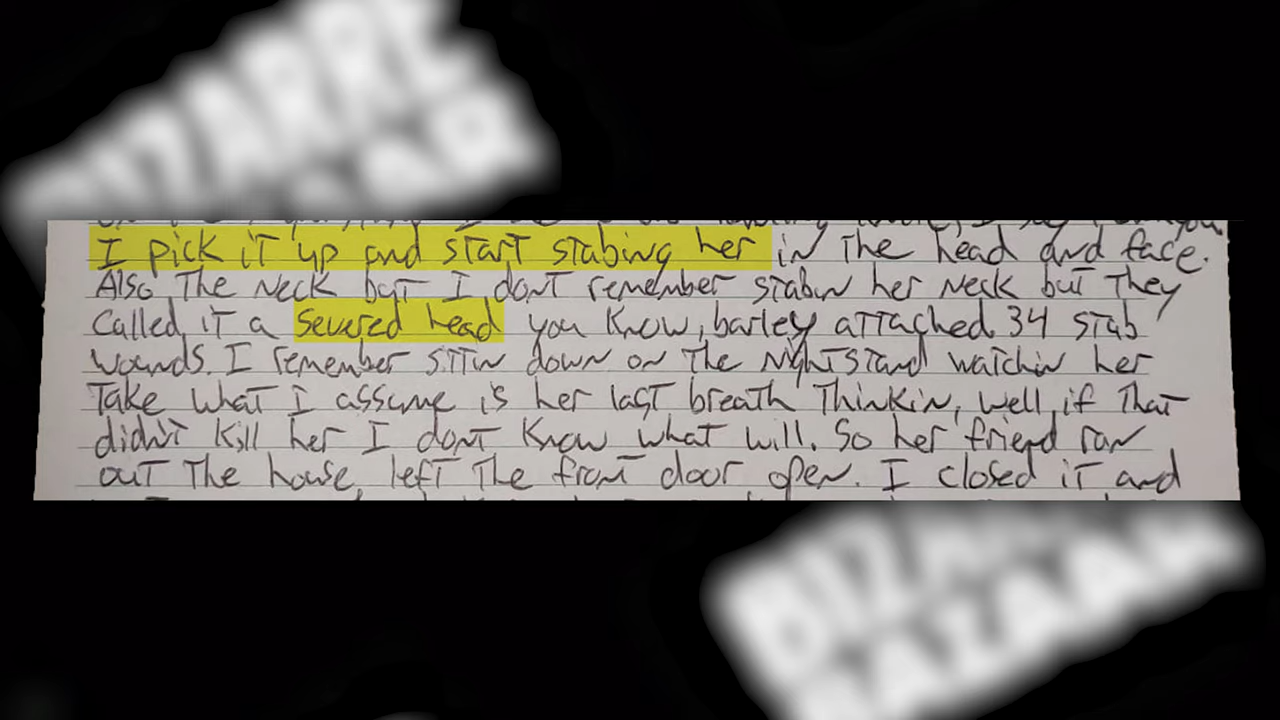 I pick it up and start stabing her in the head and face.
Also the neck but I dont remember stabin her neck but they
called it a severed head you know, barley attached. 34 stab
wounds. I remember sittin down on the nightstand watchin her
take what I assume is her last breath thinkin, well, if that
didn't kill her I dont know what will. So her friend ran
out the house, left the front door open. I closed it and